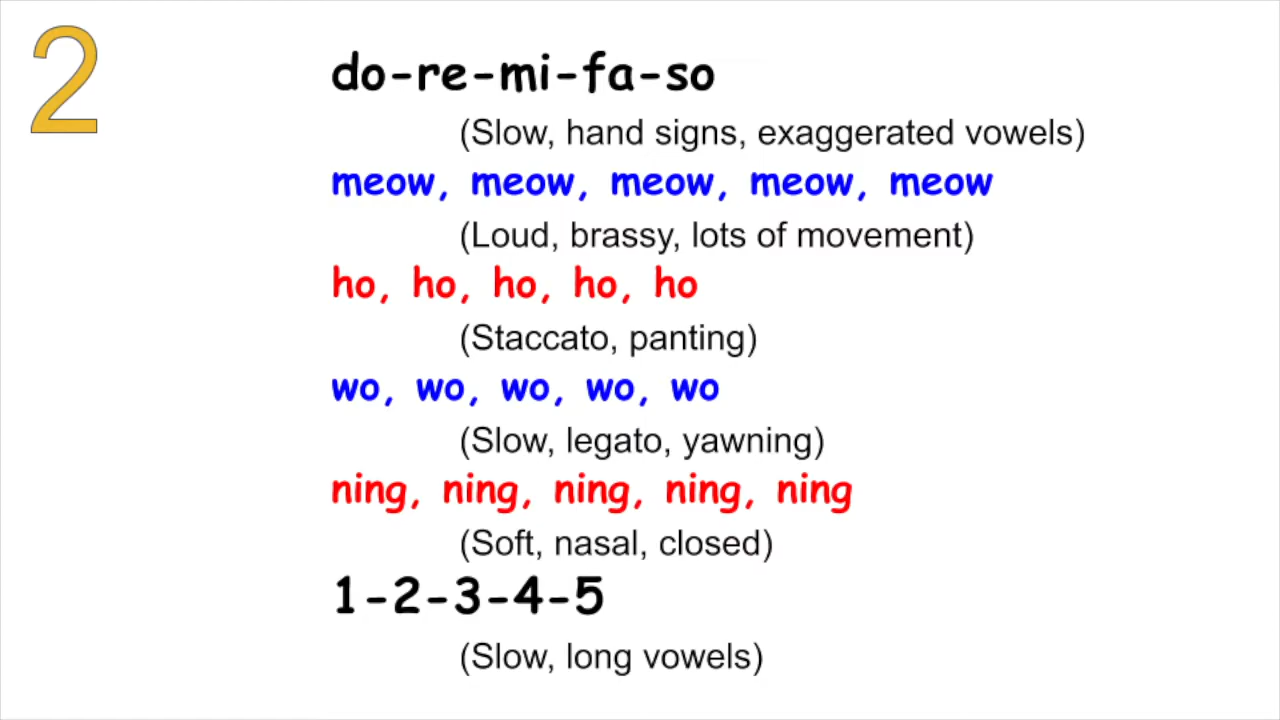 2
do-re-mi-fa-so
(Slow, hand signs, exaggerated vowels)
meow, meow, meow, meow, meow
(Loud, brassy, lots of movement)
ho, ho, ho, ho, ho
(Staccato, panting)
wo, wo, wo, wo, wo
(Slow, legato, yawning)
ning, ning, ning, ning, ning
(Soft, nasal, closed)
1-2-3-4-5
(Slow, long vowels)